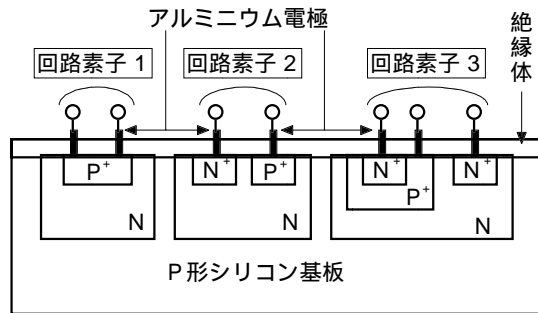 アルミニウム電極
絶縁体
回路素子 1
回路素子 2
回路素子 3
P+
N+
P+
N+
N+
P+
N
N
N
P形シリコン基板